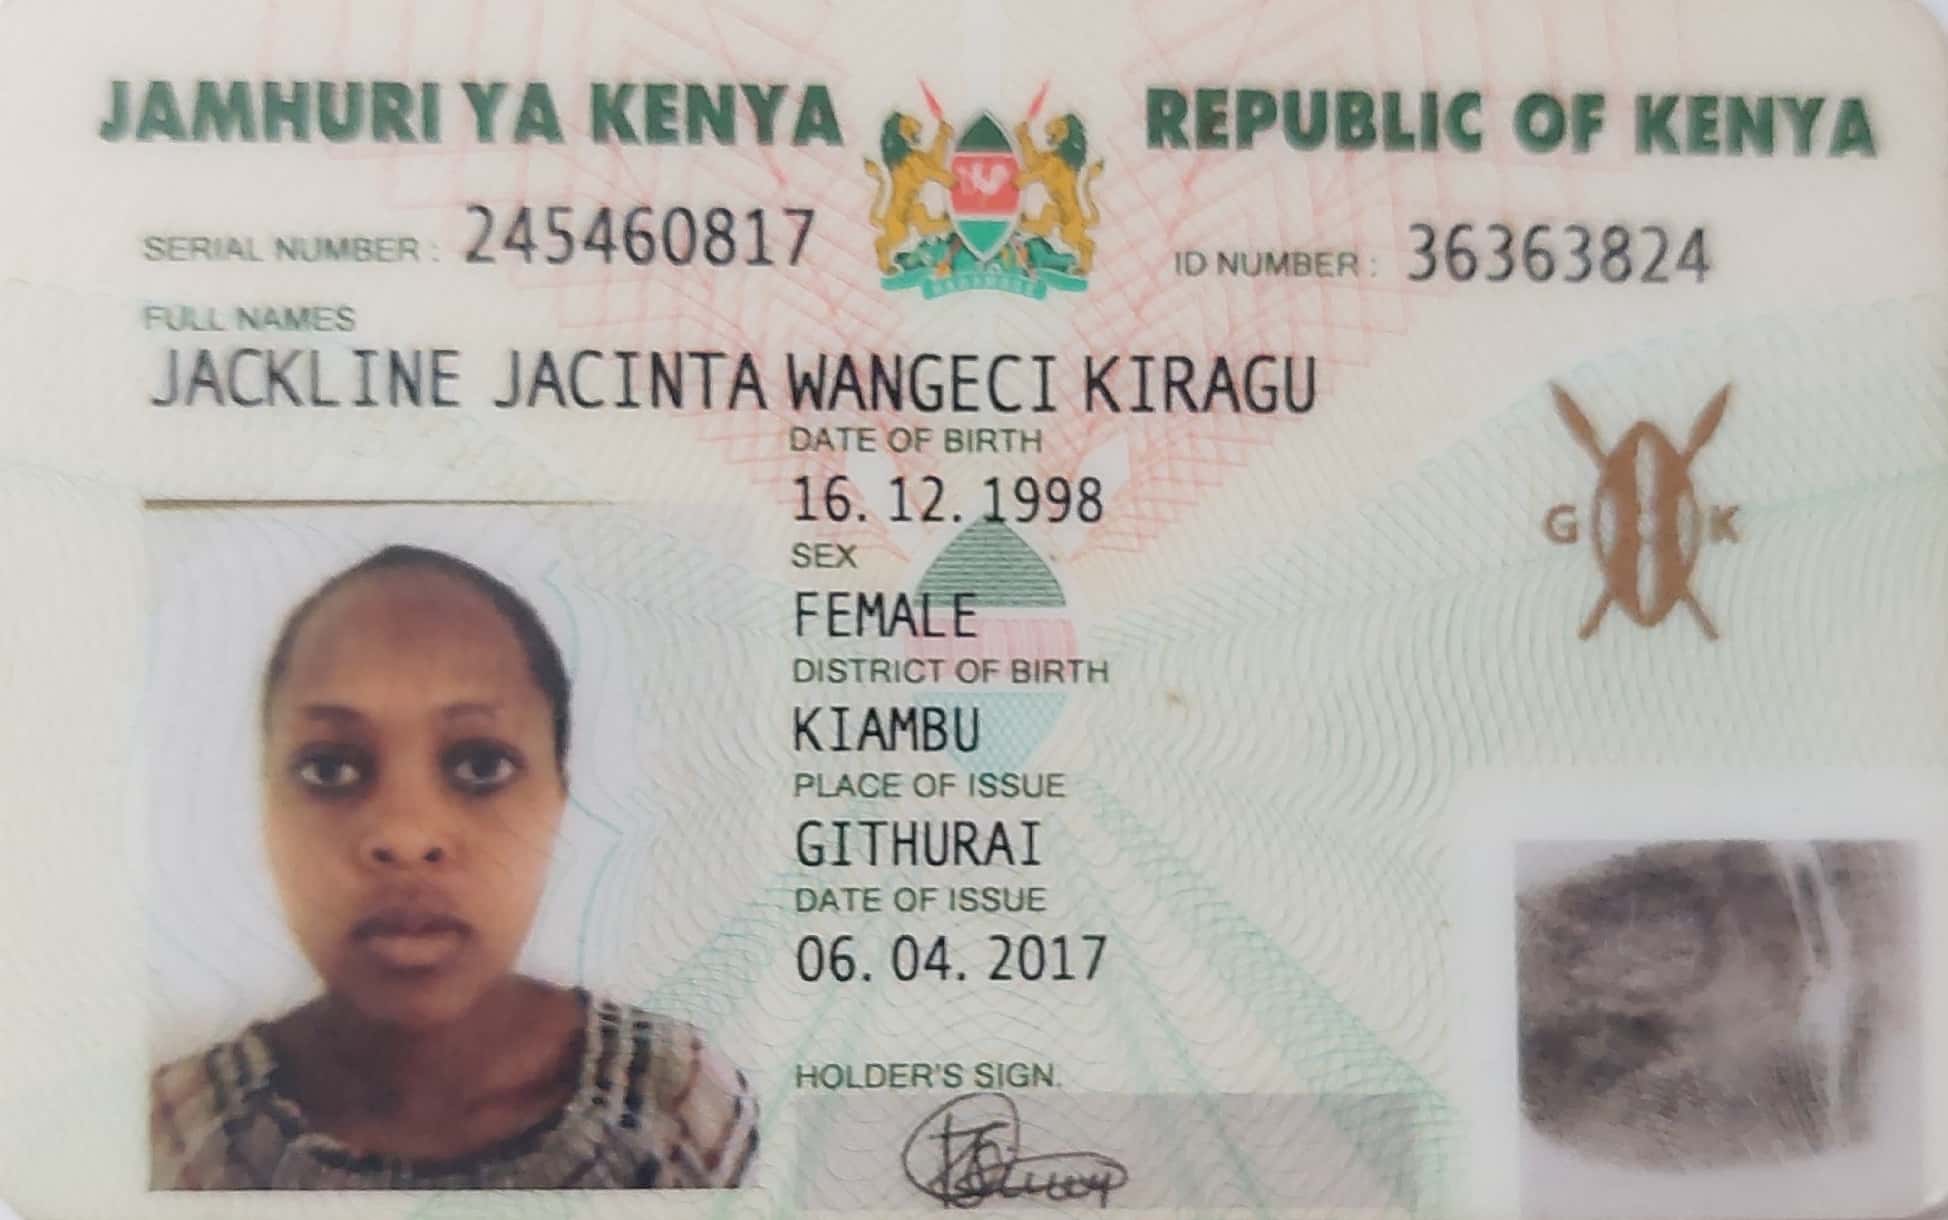 JAMHURI YA KENYA REPUBLIC OF KENYA
SERIAL NUMBER : 245460817 ID NUMBER : 36363824
FULL NAMES
JACKLINE JACINTA WANGECI KIRAGU
DATE OF BIRTH
16. 12. 1998
SEX
FEMALE
G K
DISTRICT OF BIRTH
KIAMBU
PLACE OF ISSUE
GITHURAI
DATE OF ISSUE
06. 04. 2017
HOLDER'S SIGN.